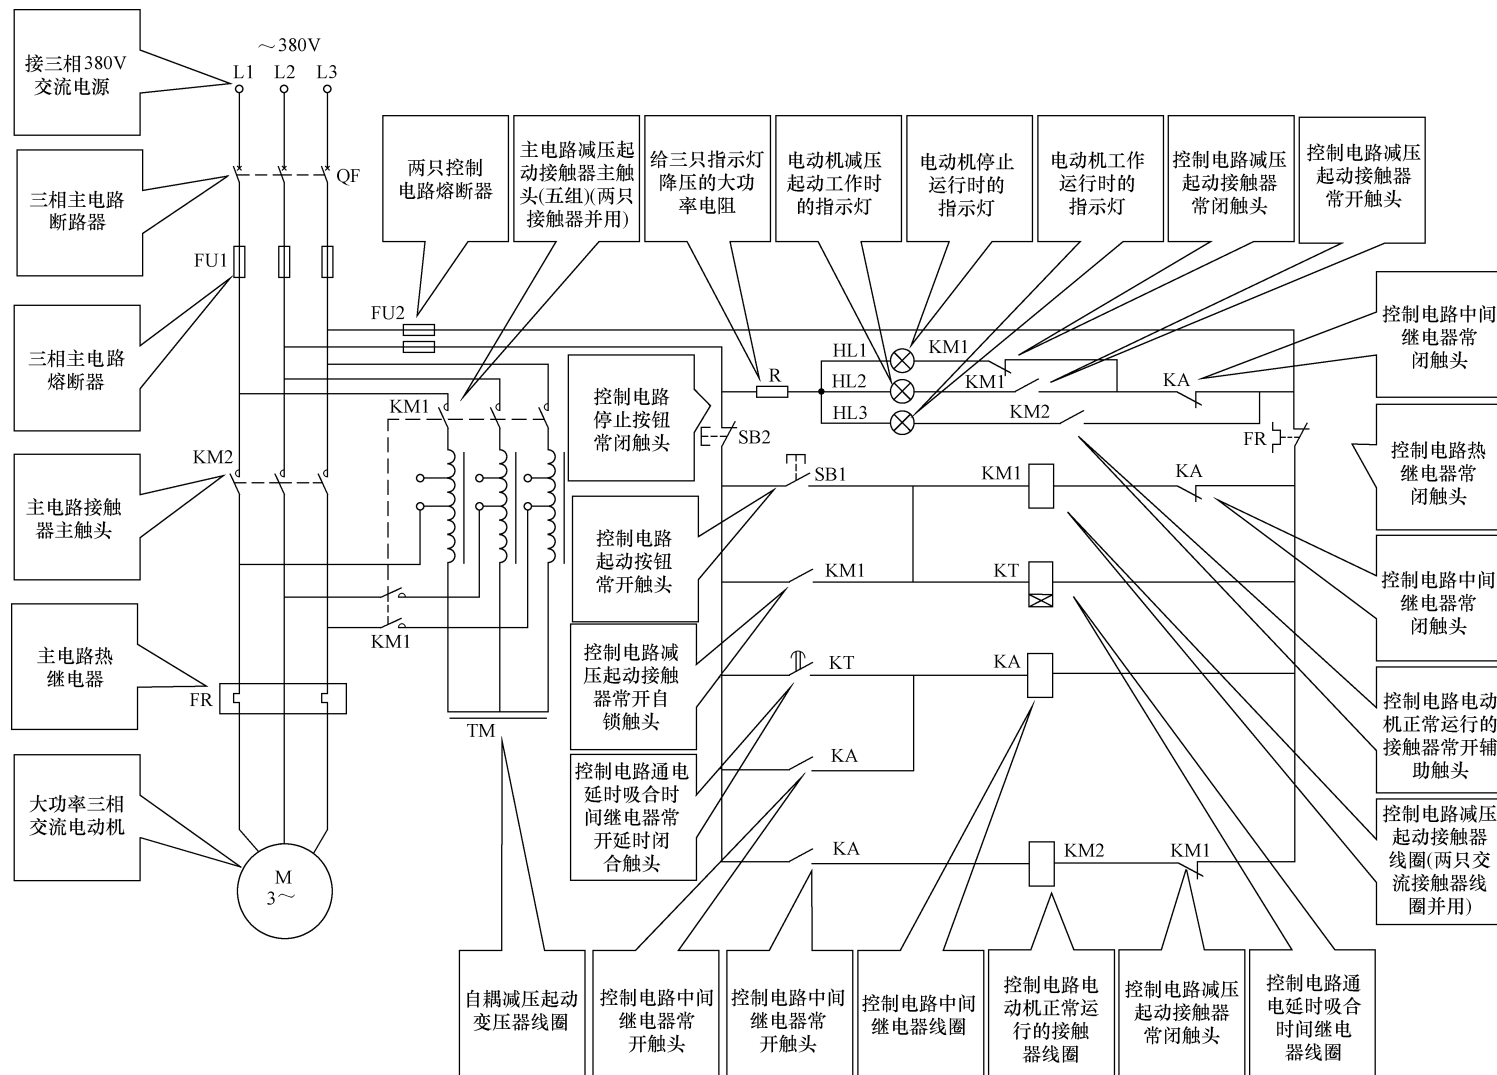 接三相380V
交流电源
～380V
L1
L2
L3
三相主电路
断路器
QF
两只控制
电路熔断器
主电路减压起
动接触器主触
头(五组)(两只
接触器并用)
给三只指示灯
降压的大功
率电阻
电动机减压
起动工作时
的指示灯
电动机停止
运行时的
指示灯
电动机工作
运行时的
指示灯
控制电路减压
起动接触器
常闭触头
控制电路减压
起动接触器
常开触头
FU1
三相主电路
熔断器
FU2
控制电路中间
继电器常
闭触头
HL1
KM1
HL2
KM1
KA
HL3
KM2
R
控制电路
停止按钮
常闭触头
SB2
FR
控制电路热
继电器常
闭触头
KM1
KM2
主电路接触
器主触头
SB1
KM1
KA
控制电路
起动按钮
常开触头
KM1
KT
控制电路中间
继电器常
闭触头
KM1
主电路热
继电器
FR
控制电路减
压起动接触
器常开自
锁触头
KT
KA
控制电路电动
机正常运行的
接触器常开辅
助触头
TM
控制电路通电
延时吸合时
间继电器常
开延时闭
合触头
KA
大功率三相
交流电动机
M
3～
KA
KM2
KM1
控制电路减压
起动接触器
线圈(两只交
流接触器线
圈并用)
自耦减压起动
变压器线圈
控制电路中间
继电器常
开触头
控制电路中间
继电器常
开触头
控制电路中间
继电器线圈
控制电路电
动机正常运
行的接触
器线圈
控制电路减压
起动接触器
常闭触头
控制电路通
电延时吸合
时间继电
器线圈